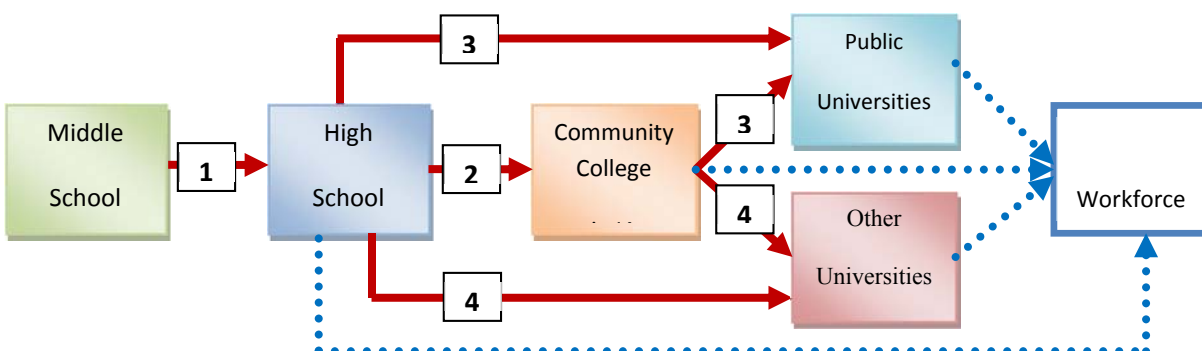 3
Public
Universities
Middle
School
1
High
School
2
Community
College
3
4
Other
Universities
Workforce
4